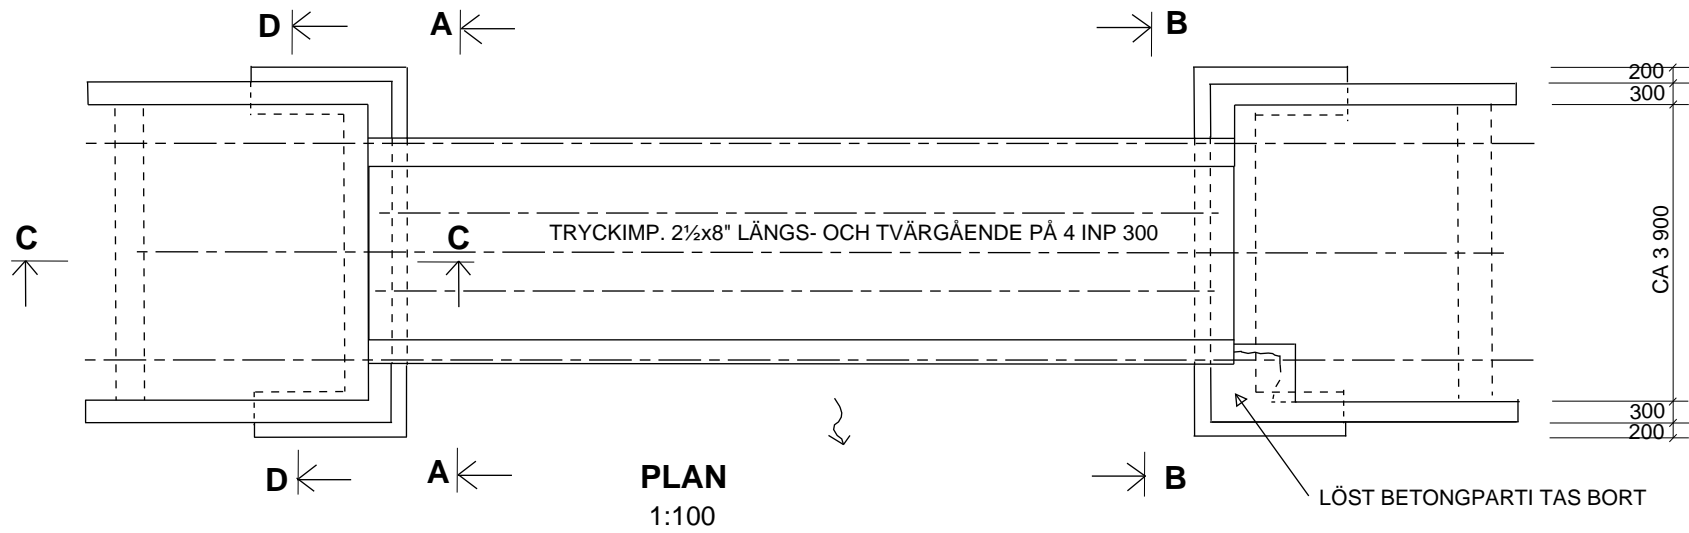 D
A
B
200
300
C
C
TRYCKIMP. 2½x8" LÄNGS- OCH TVÄRGÅENDE PÅ 4 INP 300
CA 3 900
300
200
D
A
PLAN
1:100
B
LÖST BETONGPARTI TAS BORT